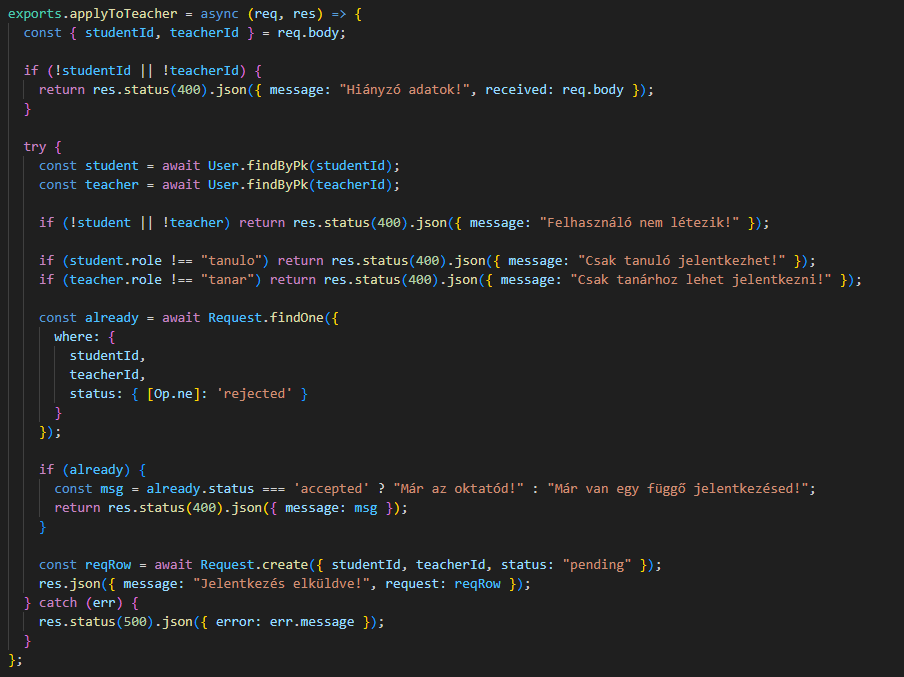 exports.applyToTeacher = async (req, res) => {
  const { studentId, teacherId } = req.body;

  if (!studentId || !teacherId) {
    return res.status(400).json({ message: "Hiányzó adatok!", received: req.body });
  }

  try {
    const student = await User.findByPk(studentId);
    const teacher = await User.findByPk(teacherId);

    if (!student || !teacher) return res.status(400).json({ message: "Felhasználó nem létezik!" });

    if (student.role !== "tanulo") return res.status(400).json({ message: "Csak tanuló jelentkezhet!" });
    if (teacher.role !== "tanar") return res.status(400).json({ message: "Csak tanárhoz lehet jelentkezni!" });

    const already = await Request.findOne({
      where: {
        studentId,
        teacherId,
        status: { [Op.ne]: 'rejected' }
      }
    });

    if (already) {
      const msg = already.status === 'accepted' ? "Már az oktatód!" : "Már van egy függő jelentkezésed!";
      return res.status(400).json({ message: msg });
    }

    const reqRow = await Request.create({ studentId, teacherId, status: "pending" });
    res.json({ message: "Jelentkezés elküldve!", request: reqRow });
  } catch (err) {
    res.status(500).json({ error: err.message });
  }
};